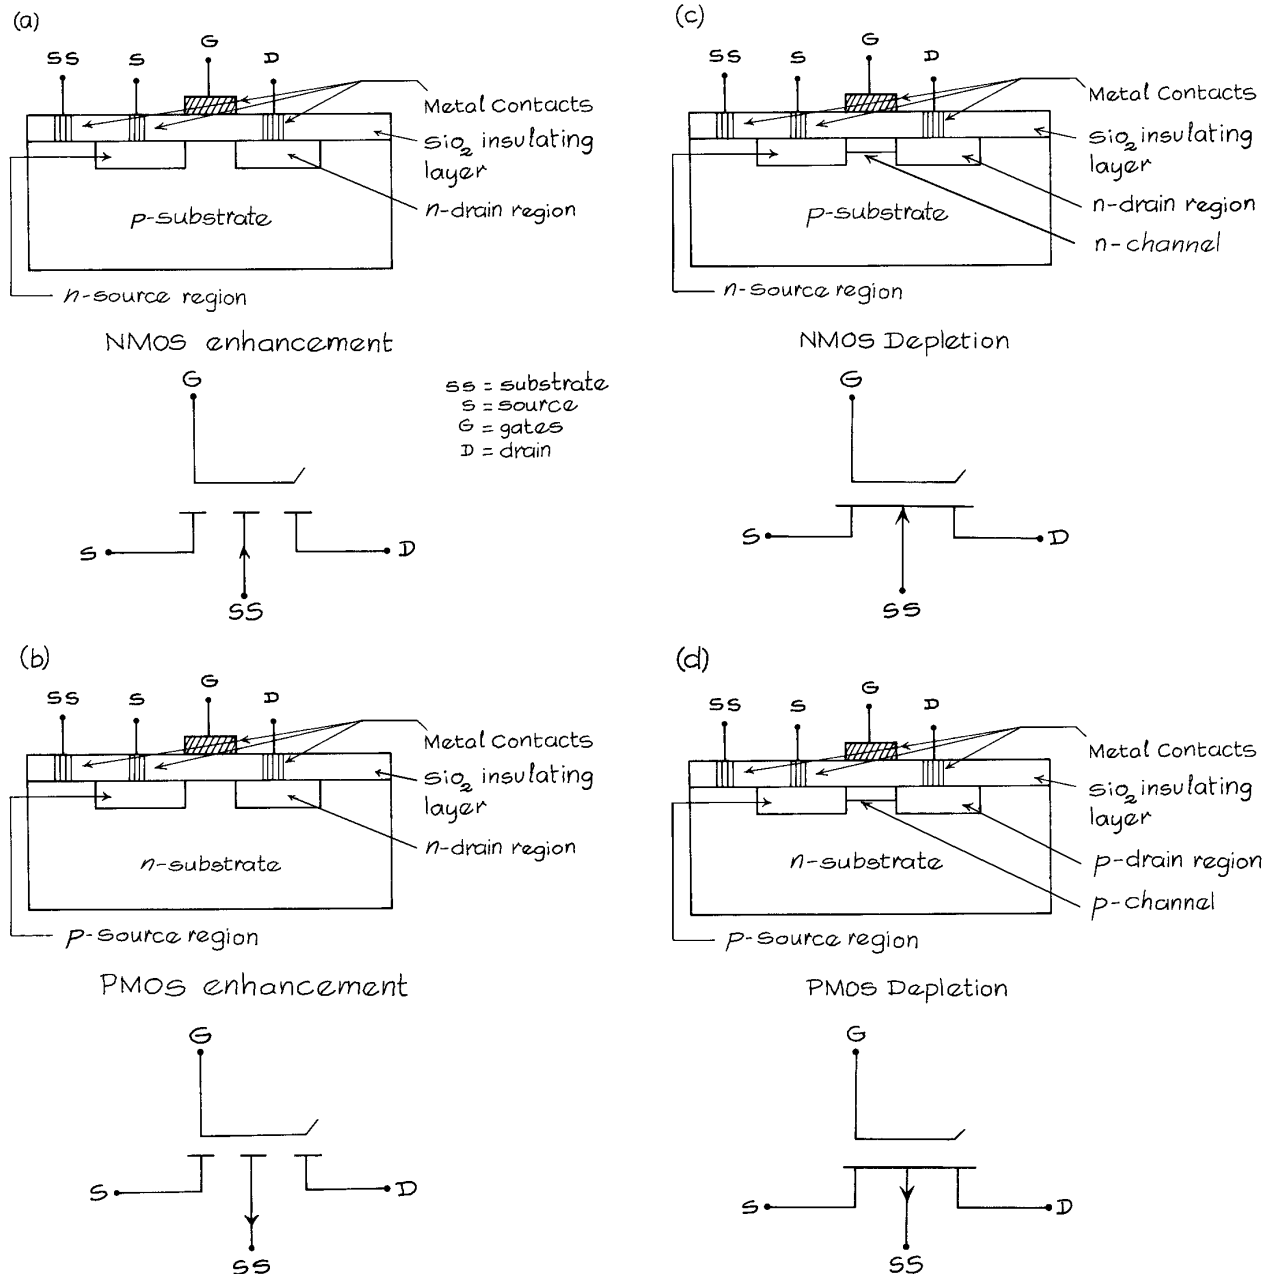 (a)
SS
S
G
D
Metal Contacts
SiO2 insulating
layer
n-drain region
p-substrate
n-source region
NMOS enhancement
G
S
D
SS
SS = substrate
S = source
G = gates
D = drain
(c)
SS
S
G
D
Metal Contacts
SiO2 insulating
layer
n-drain region
n-channel
p-substrate
n-source region
NMOS Depletion
G
S
D
SS
(b)
SS
S
G
D
Metal Contacts
SiO2 insulating
layer
n-drain region
n-substrate
p-source region
PMOS enhancement
G
S
D
SS
(d)
SS
S
G
D
Metal Contacts
SiO2 insulating
layer
p-drain region
p-channel
n-substrate
p-source region
PMOS Depletion
G
S
D
SS